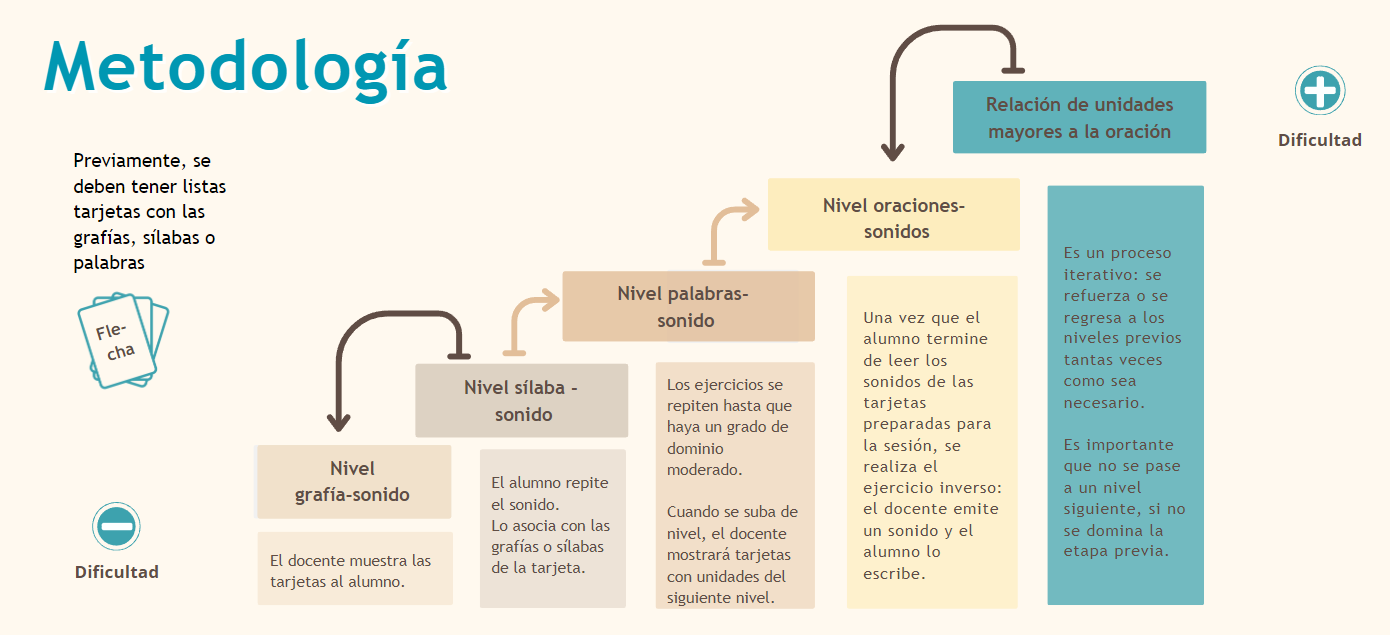 Metodología
Previamente, se
deben tener listas
tarjetas con las
grafías, sílabas o
palabras
Fle-
cha
Dificultad
Nivel
grafía-sonido
El docente muestra las
tarjetas al alumno.
Nivel sílaba -
sonido
El alumno repite
el sonido.
Lo asocia con las
grafías o sílabas
de la tarjeta.
Nivel palabras-
sonido
Los ejercicios se
repiten hasta que
haya un grado de
dominio
moderado.
Cuando se suba de
nivel, el docente
mostrará tarjetas
con unidades del
siguiente nivel.
Nivel oraciones-
sonidos
Una vez que el
alumno termine
de leer los
sonidos de las
tarjetas
preparadas para
la sesión, se
realiza el
ejercicio inverso:
el docente emite
un sonido y el
alumno lo
escribe.
Relación de unidades
mayores a la oración
Es un proceso
iterativo: se
refuerza o se
regresa a los
niveles previos
tantas veces
como sea
necesario.
Es importante
que no se pase
a un nivel
siguiente, si no
se domina la
etapa previa.
Dificultad